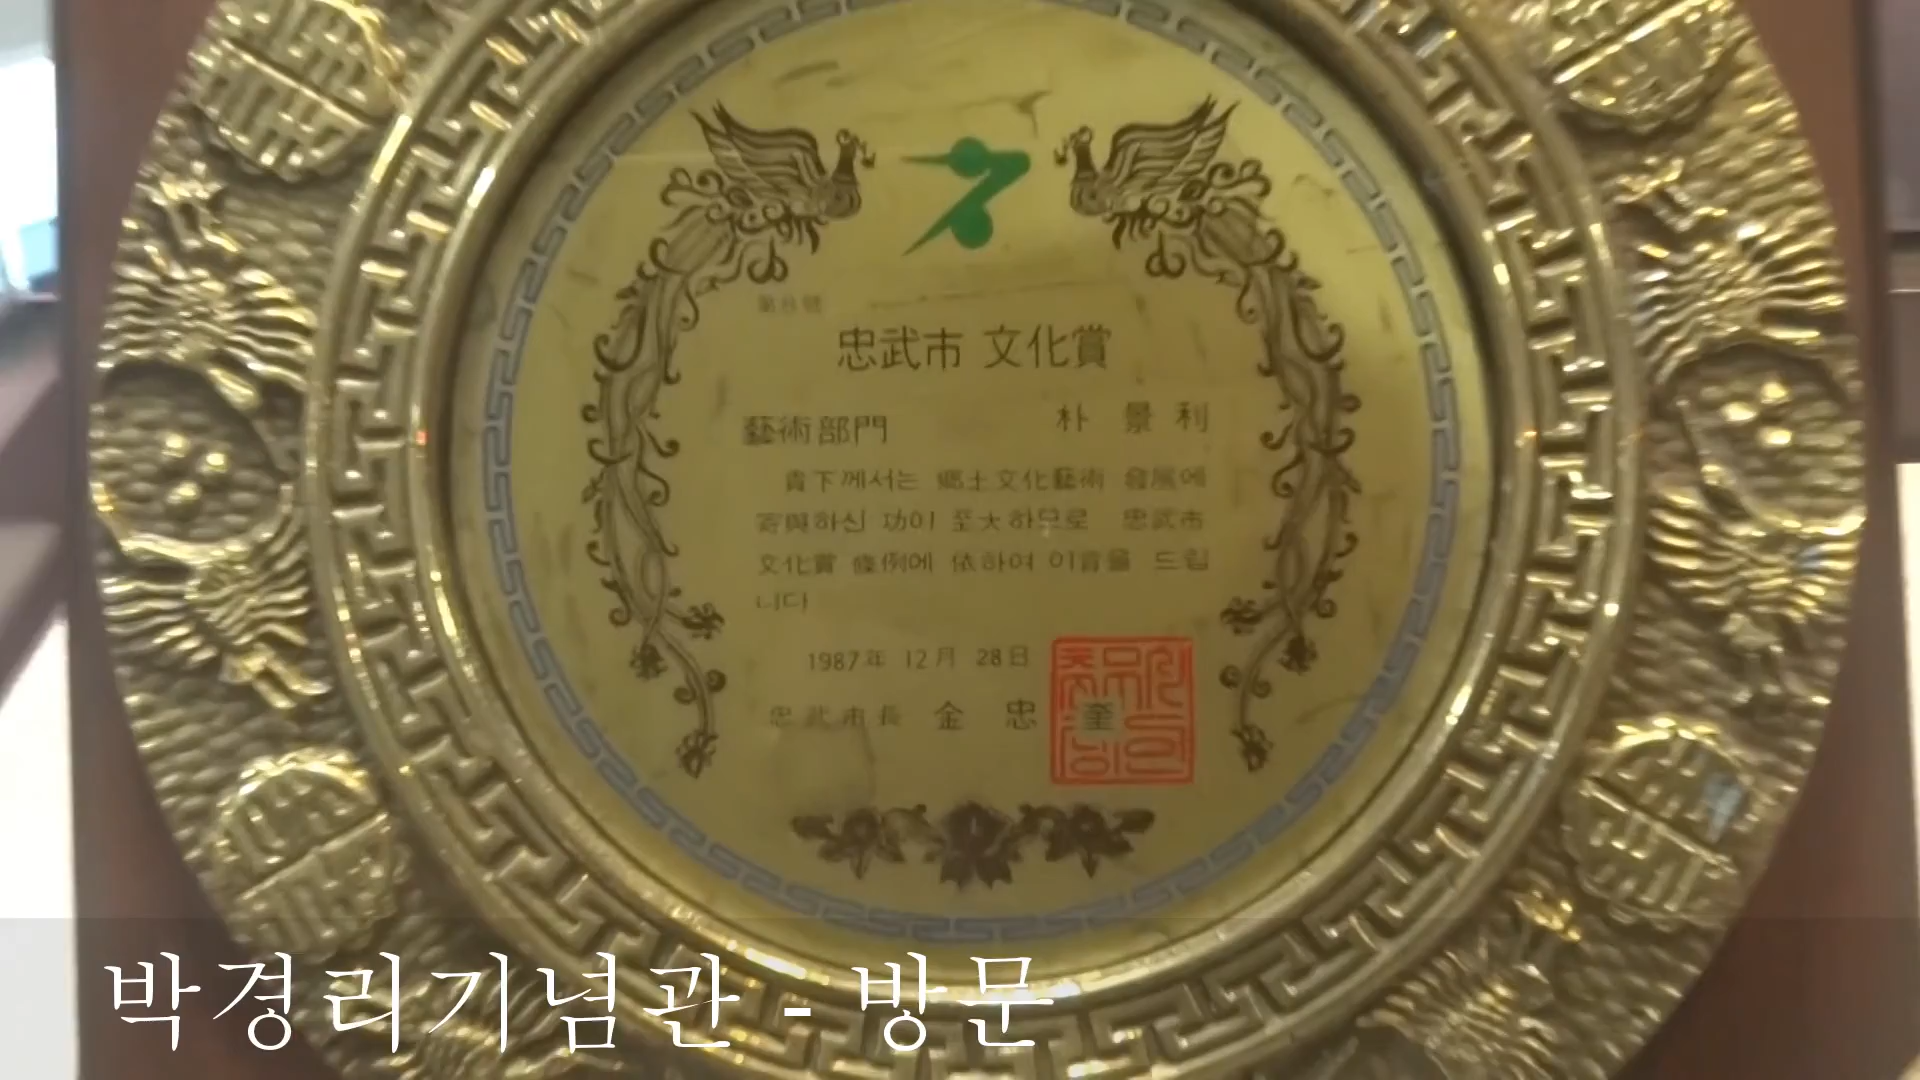 忠武市 文化賞
藝術部門 朴 景 利
貴下께서는 鄕土文化藝術 發展에
寄與하신 功이 至大하므로 忠武市
文化賞 條例에 依하여 이 賞을 드립
니다
1987年 12月 28日
忠武市長 金 忠 奎
박경리기념관 - 방문